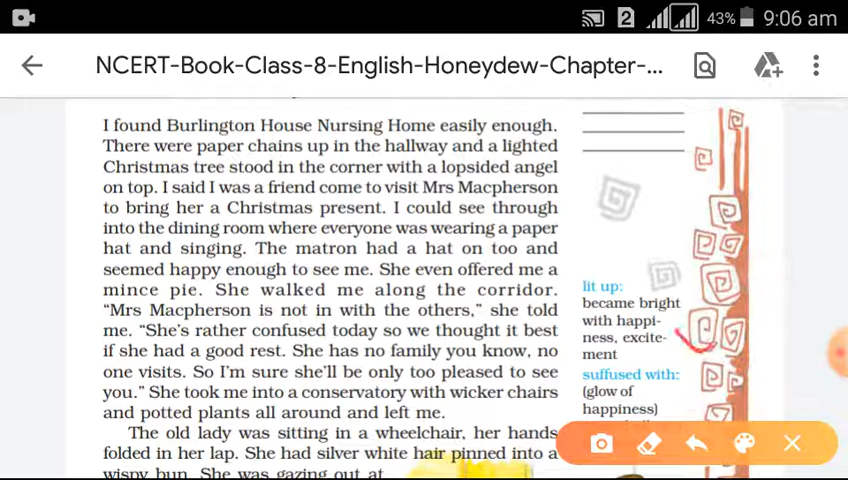 2 43% 9:06 am
NCERT-Book-Class-8-English-Honeydew-Chapter-...
I found Burlington House Nursing Home easily enough.
There were paper chains up in the hallway and a lighted
Christmas tree stood in the corner with a lopsided angel
on top. I said I was a friend come to visit Mrs Macpherson
to bring her a Christmas present. I could see through
into the dining room where everyone was wearing a paper
hat and singing. The matron had a hat on too and
seemed happy enough to see me. She even offered me a
mince pie. She walked me along the corridor.
“Mrs Macpherson is not in with the others,” she told
me. “She’s rather confused today so we thought it best
if she had a good rest. She has no family you know, no
one visits. So I’m sure she’ll be only too pleased to see
you.” She took me into a conservatory with wicker chairs
and potted plants all around and left me.
The old lady was sitting in a wheelchair, her hands
folded in her lap. She had silver white hair pinned into a
wispy bun. She was gazing out at
lit up:
became bright
with happi-
ness, excite-
ment
suffused with:
(glow of
happiness)